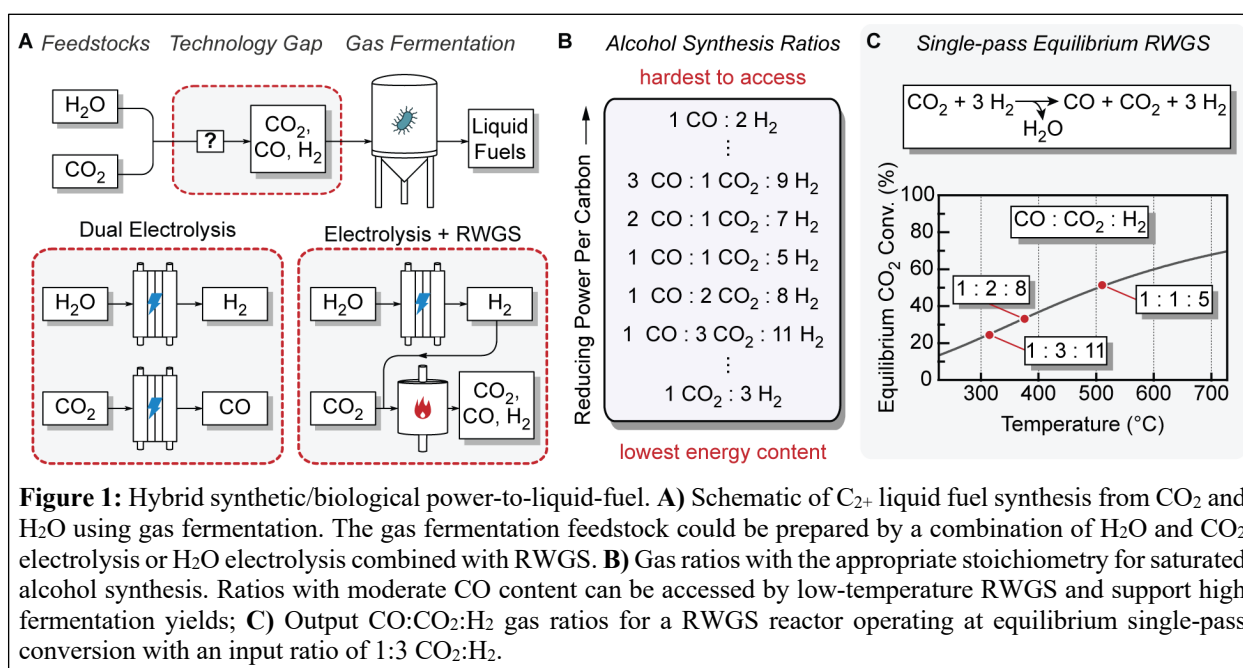 A Feedstocks Technology Gap Gas Fermentation
H₂O
CO₂
?
CO₂,
CO, H₂
Liquid
Fuels
Dual Electrolysis
H₂O
H₂
CO₂
CO
Electrolysis + RWGS
H₂O
H₂
CO₂
CO₂,
CO, H₂
B Alcohol Synthesis Ratios
hardest to access
Reducing Power Per Carbon
1 CO : 2 H₂
⋮
3 CO : 1 CO₂ : 9 H₂
2 CO : 1 CO₂ : 7 H₂
1 CO : 1 CO₂ : 5 H₂
1 CO : 2 CO₂ : 8 H₂
1 CO : 3 CO₂ : 11 H₂
⋮
1 CO₂ : 3 H₂
lowest energy content
C Single-pass Equilibrium RWGS
CO₂ + 3 H₂ → CO + CO₂ + 3 H₂
H₂O
Equilibrium CO₂ Conv. (%)
100
80
60
40
20
0
CO : CO₂ : H₂
1 : 2 : 8
1 : 1 : 5
1 : 3 : 11
300 400 500 600 700
Temperature (°C)
Figure 1: Hybrid synthetic/biological power-to-liquid-fuel. A) Schematic of C₂₊ liquid fuel synthesis from CO₂ and
H₂O using gas fermentation. The gas fermentation feedstock could be prepared by a combination of H₂O and CO₂
electrolysis or H₂O electrolysis combined with RWGS. B) Gas ratios with the appropriate stoichiometry for saturated
alcohol synthesis. Ratios with moderate CO content can be accessed by low-temperature RWGS and support high
fermentation yields; C) Output CO:CO₂:H₂ gas ratios for a RWGS reactor operating at equilibrium single-pass
conversion with an input ratio of 1:3 CO₂:H₂.